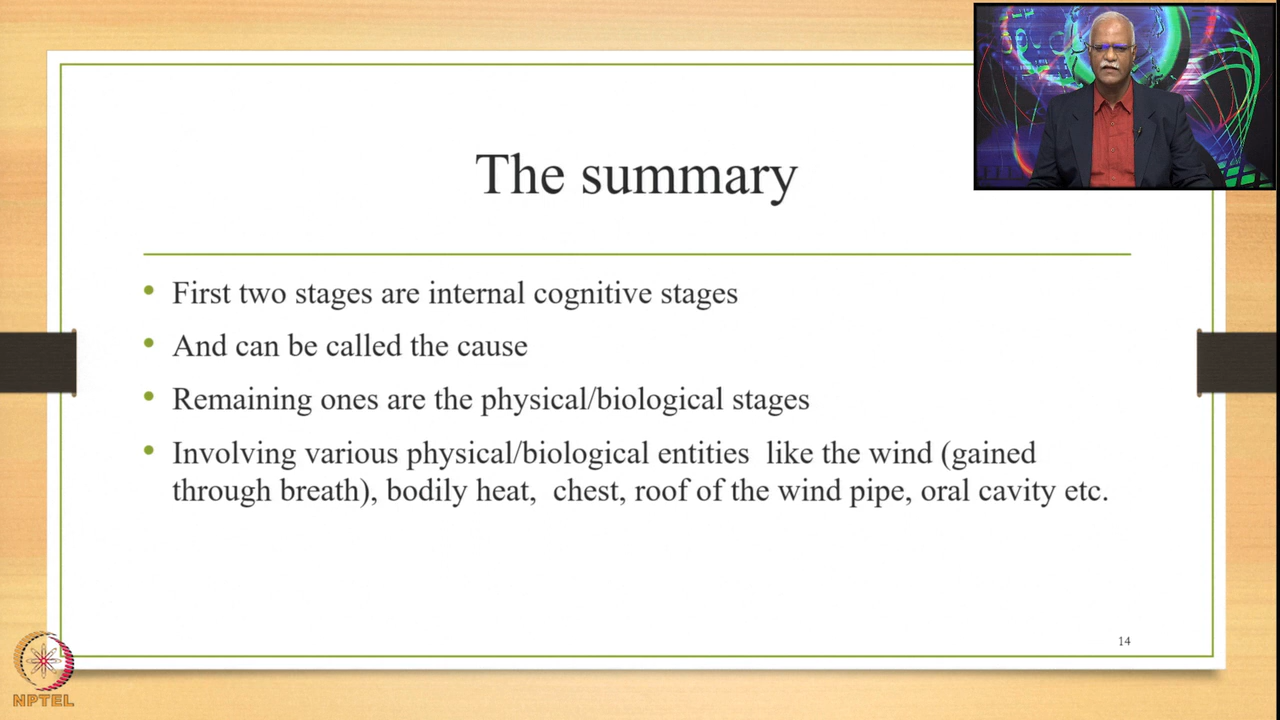 The summary
• First two stages are internal cognitive stages
• And can be called the cause
• Remaining ones are the physical/biological stages
• Involving various physical/biological entities like the wind (gained
through breath), bodily heat, chest, roof of the wind pipe, oral cavity etc.
14
NPTEL